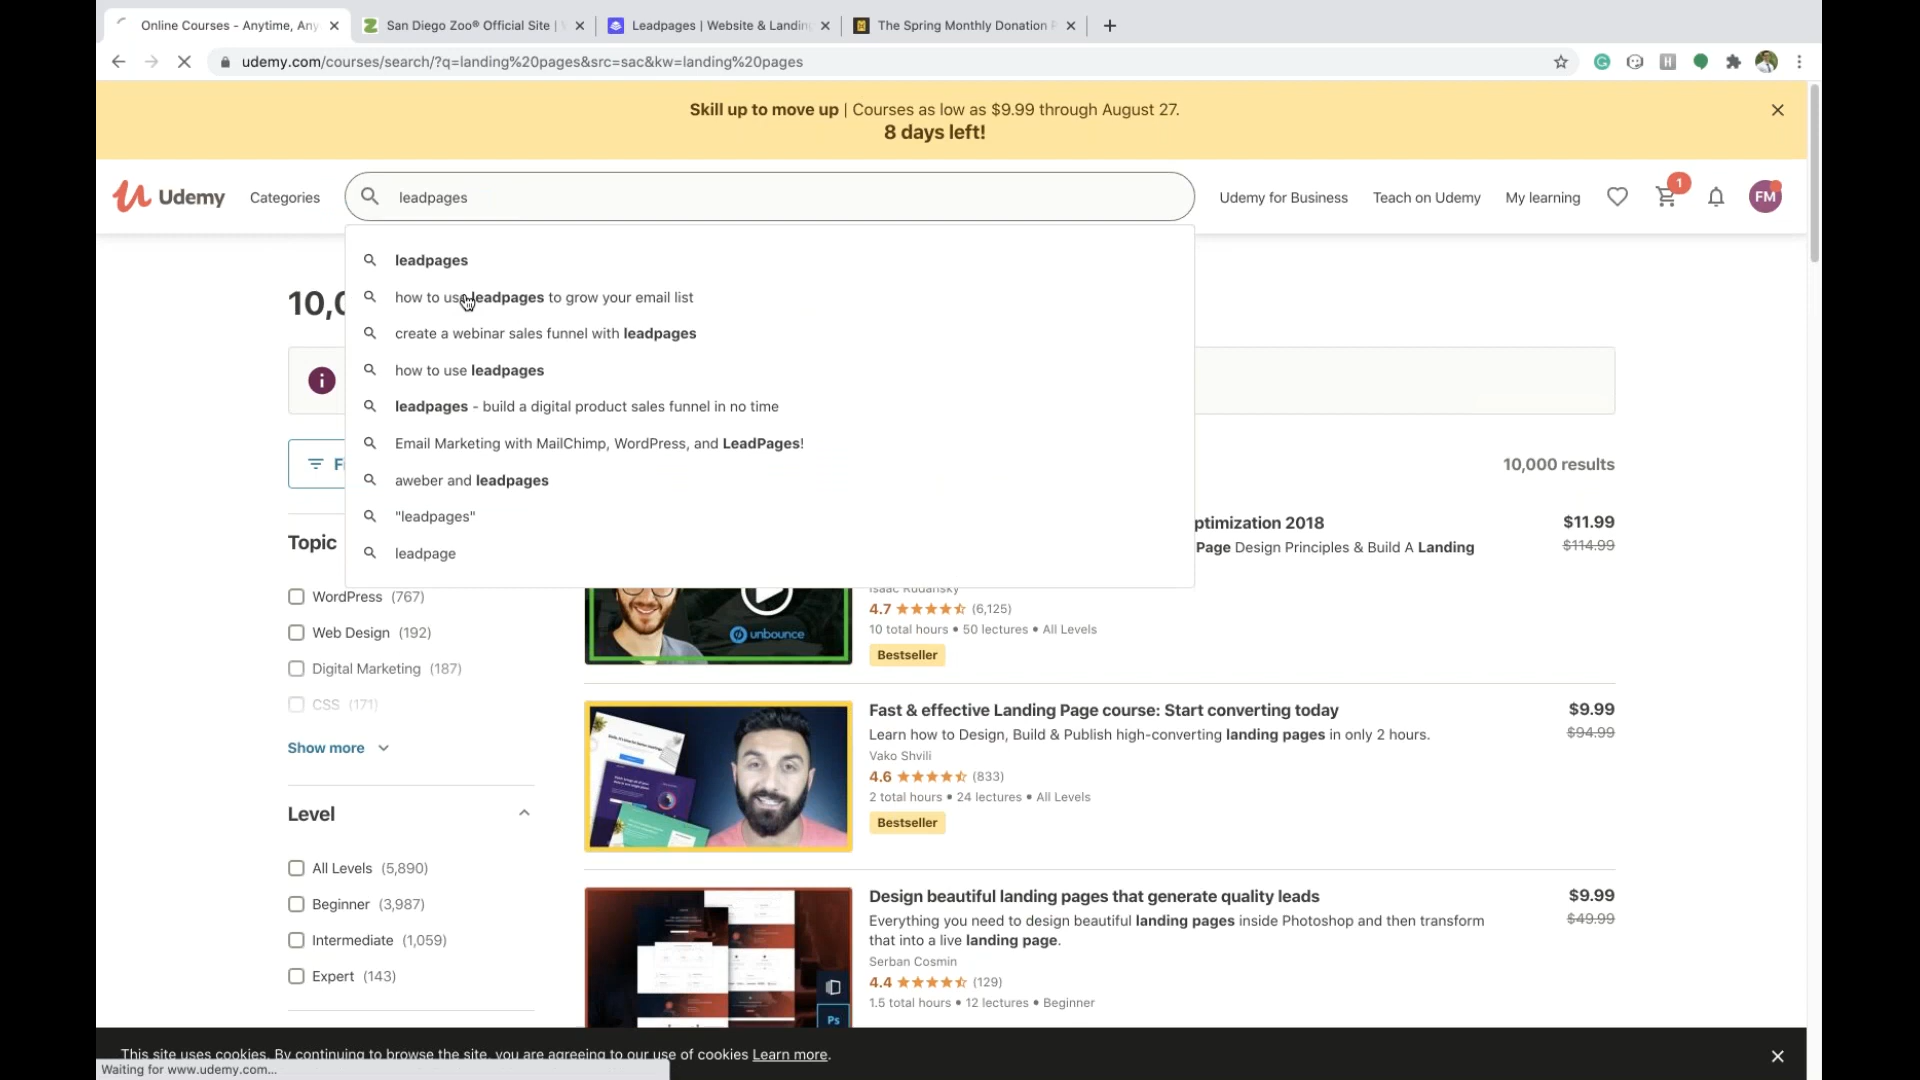 Online Courses - Anytime, Any
San Diego Zoo® Official Site |
Leadpages | Website & Landin
The Spring Monthly Donation
udemy.com/courses/search/?q=landing%20pages&src=sac&kw=landing%20pages
Skill up to move up | Courses as low as $9.99 through August 27.
8 days left!
Udemy
Categories
leadpages
Udemy for Business
Teach on Udemy
My learning
1
FM
leadpages
how to use leadpages to grow your email list
create a webinar sales funnel with leadpages
how to use leadpages
leadpages - build a digital product sales funnel in no time
Email Marketing with MailChimp, WordPress, and LeadPages!
aweber and leadpages
"leadpages"
leadpage
10,0
F
10,000 results
Topic
WordPress (767)
Web Design (192)
Digital Marketing (187)
CSS (171)
Show more
Level
All Levels (5,890)
Beginner (3,987)
Intermediate (1,059)
Expert (143)
ptimization 2018
$11.99
Page Design Principles & Build A Landing
$114.99
Isaac Rudansky
4.7 (6,125)
10 total hours • 50 lectures • All Levels
Bestseller
unbounce
Fast & effective Landing Page course: Start converting today
$9.99
Learn how to Design, Build & Publish high-converting landing pages in only 2 hours.
$94.99
Vako Shvili
4.6 (833)
2 total hours • 24 lectures • All Levels
Bestseller
Design beautiful landing pages that generate quality leads
$9.99
Everything you need to design beautiful landing pages inside Photoshop and then transform
$49.99
that into a live landing page.
Serban Cosmin
4.4 (129)
1.5 total hours • 12 lectures • Beginner
Ps
This site uses cookies. By continuing to browse the site, you are agreeing to our use of cookies Learn more.
Waiting for www.udemy.com...